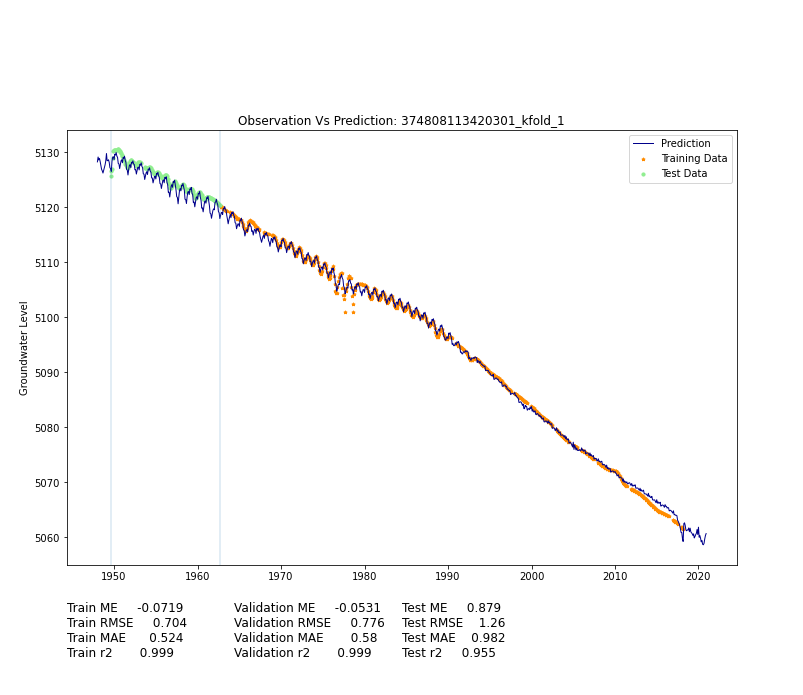 Observation Vs Prediction: 374808113420301_kfold_1
Prediction
Training Data
Test Data
Groundwater Level
5130
5120
5110
5100
5090
5080
5070
5060
1950 1960 1970 1980 1990 2000 2010 2020
Train ME -0.0719 Validation ME -0.0531 Test ME 0.879
Train RMSE 0.704 Validation RMSE 0.776 Test RMSE 1.26
Train MAE 0.524 Validation MAE 0.58 Test MAE 0.982
Train r2 0.999 Validation r2 0.999 Test r2 0.955